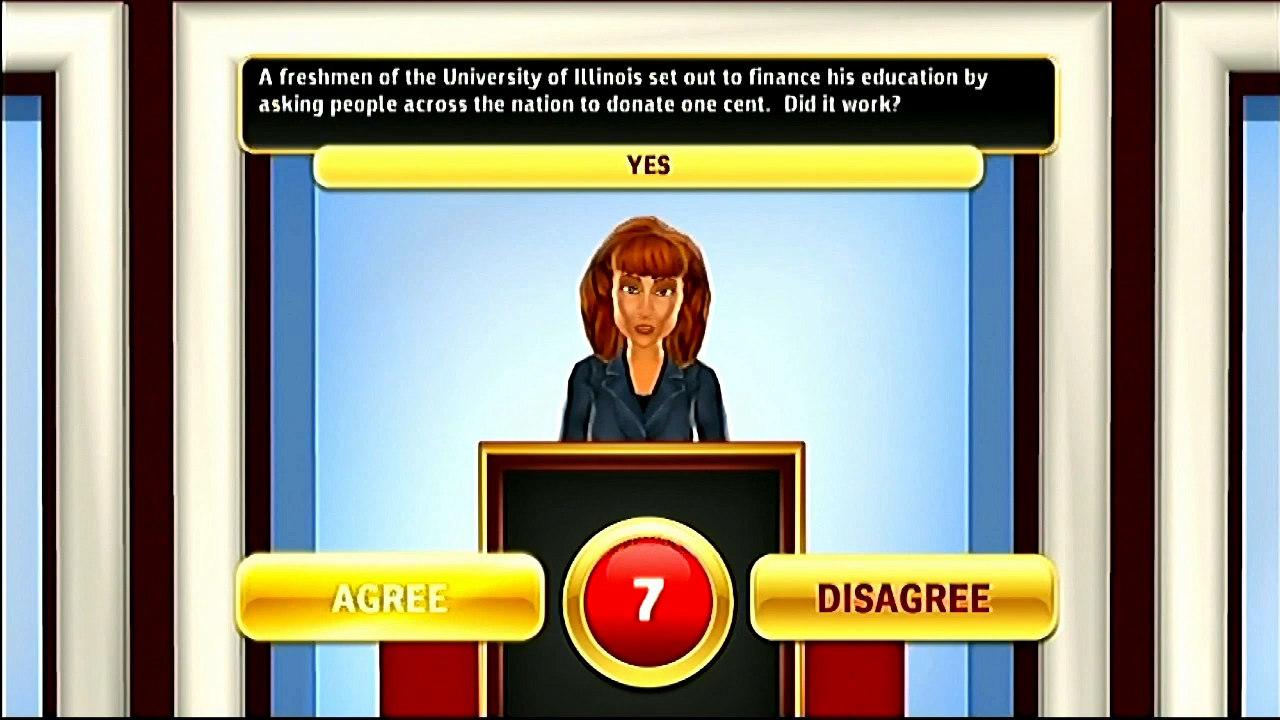 A freshmen of the University of Illinois set out to finance his education by
asking people across the nation to donate one cent.  Did it work?
YES
AGREE
7
DISAGREE